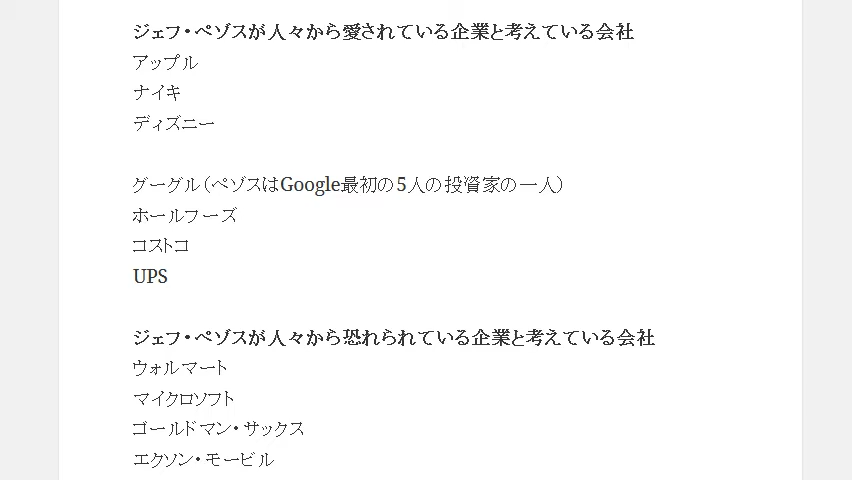 ジェフ・ペゾスが人々から愛されている企業と考えている会社
アップル
ナイキ
ディズニー
グーグル（ペゾスはGoogle最初の5人の投資家の一人）
ホールフーズ
コストコ
UPS
ジェフ・ペゾスが人々から恐れられている企業と考えている会社
ウォルマート
マイクロソフト
ゴールドマン・サックス
エクソン・モービル